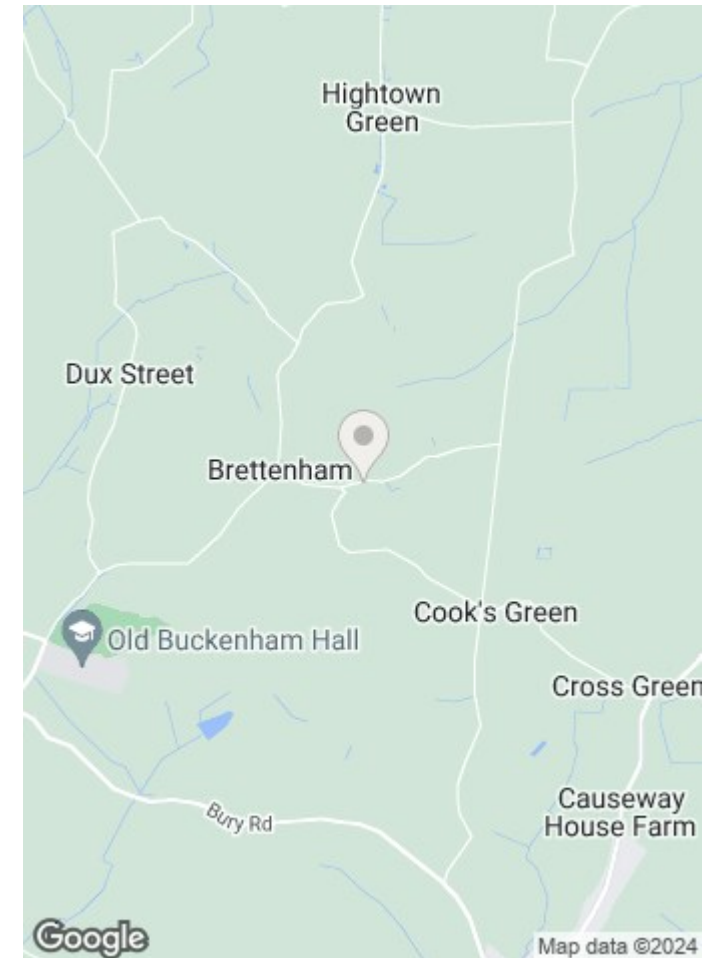 Hightown
Green
Dux Street
Brettenham
Cook's Green
Old Buckenham Hall
Cross Green
Causeway
House Farm
Bury Rd
Google
Map data ©2024